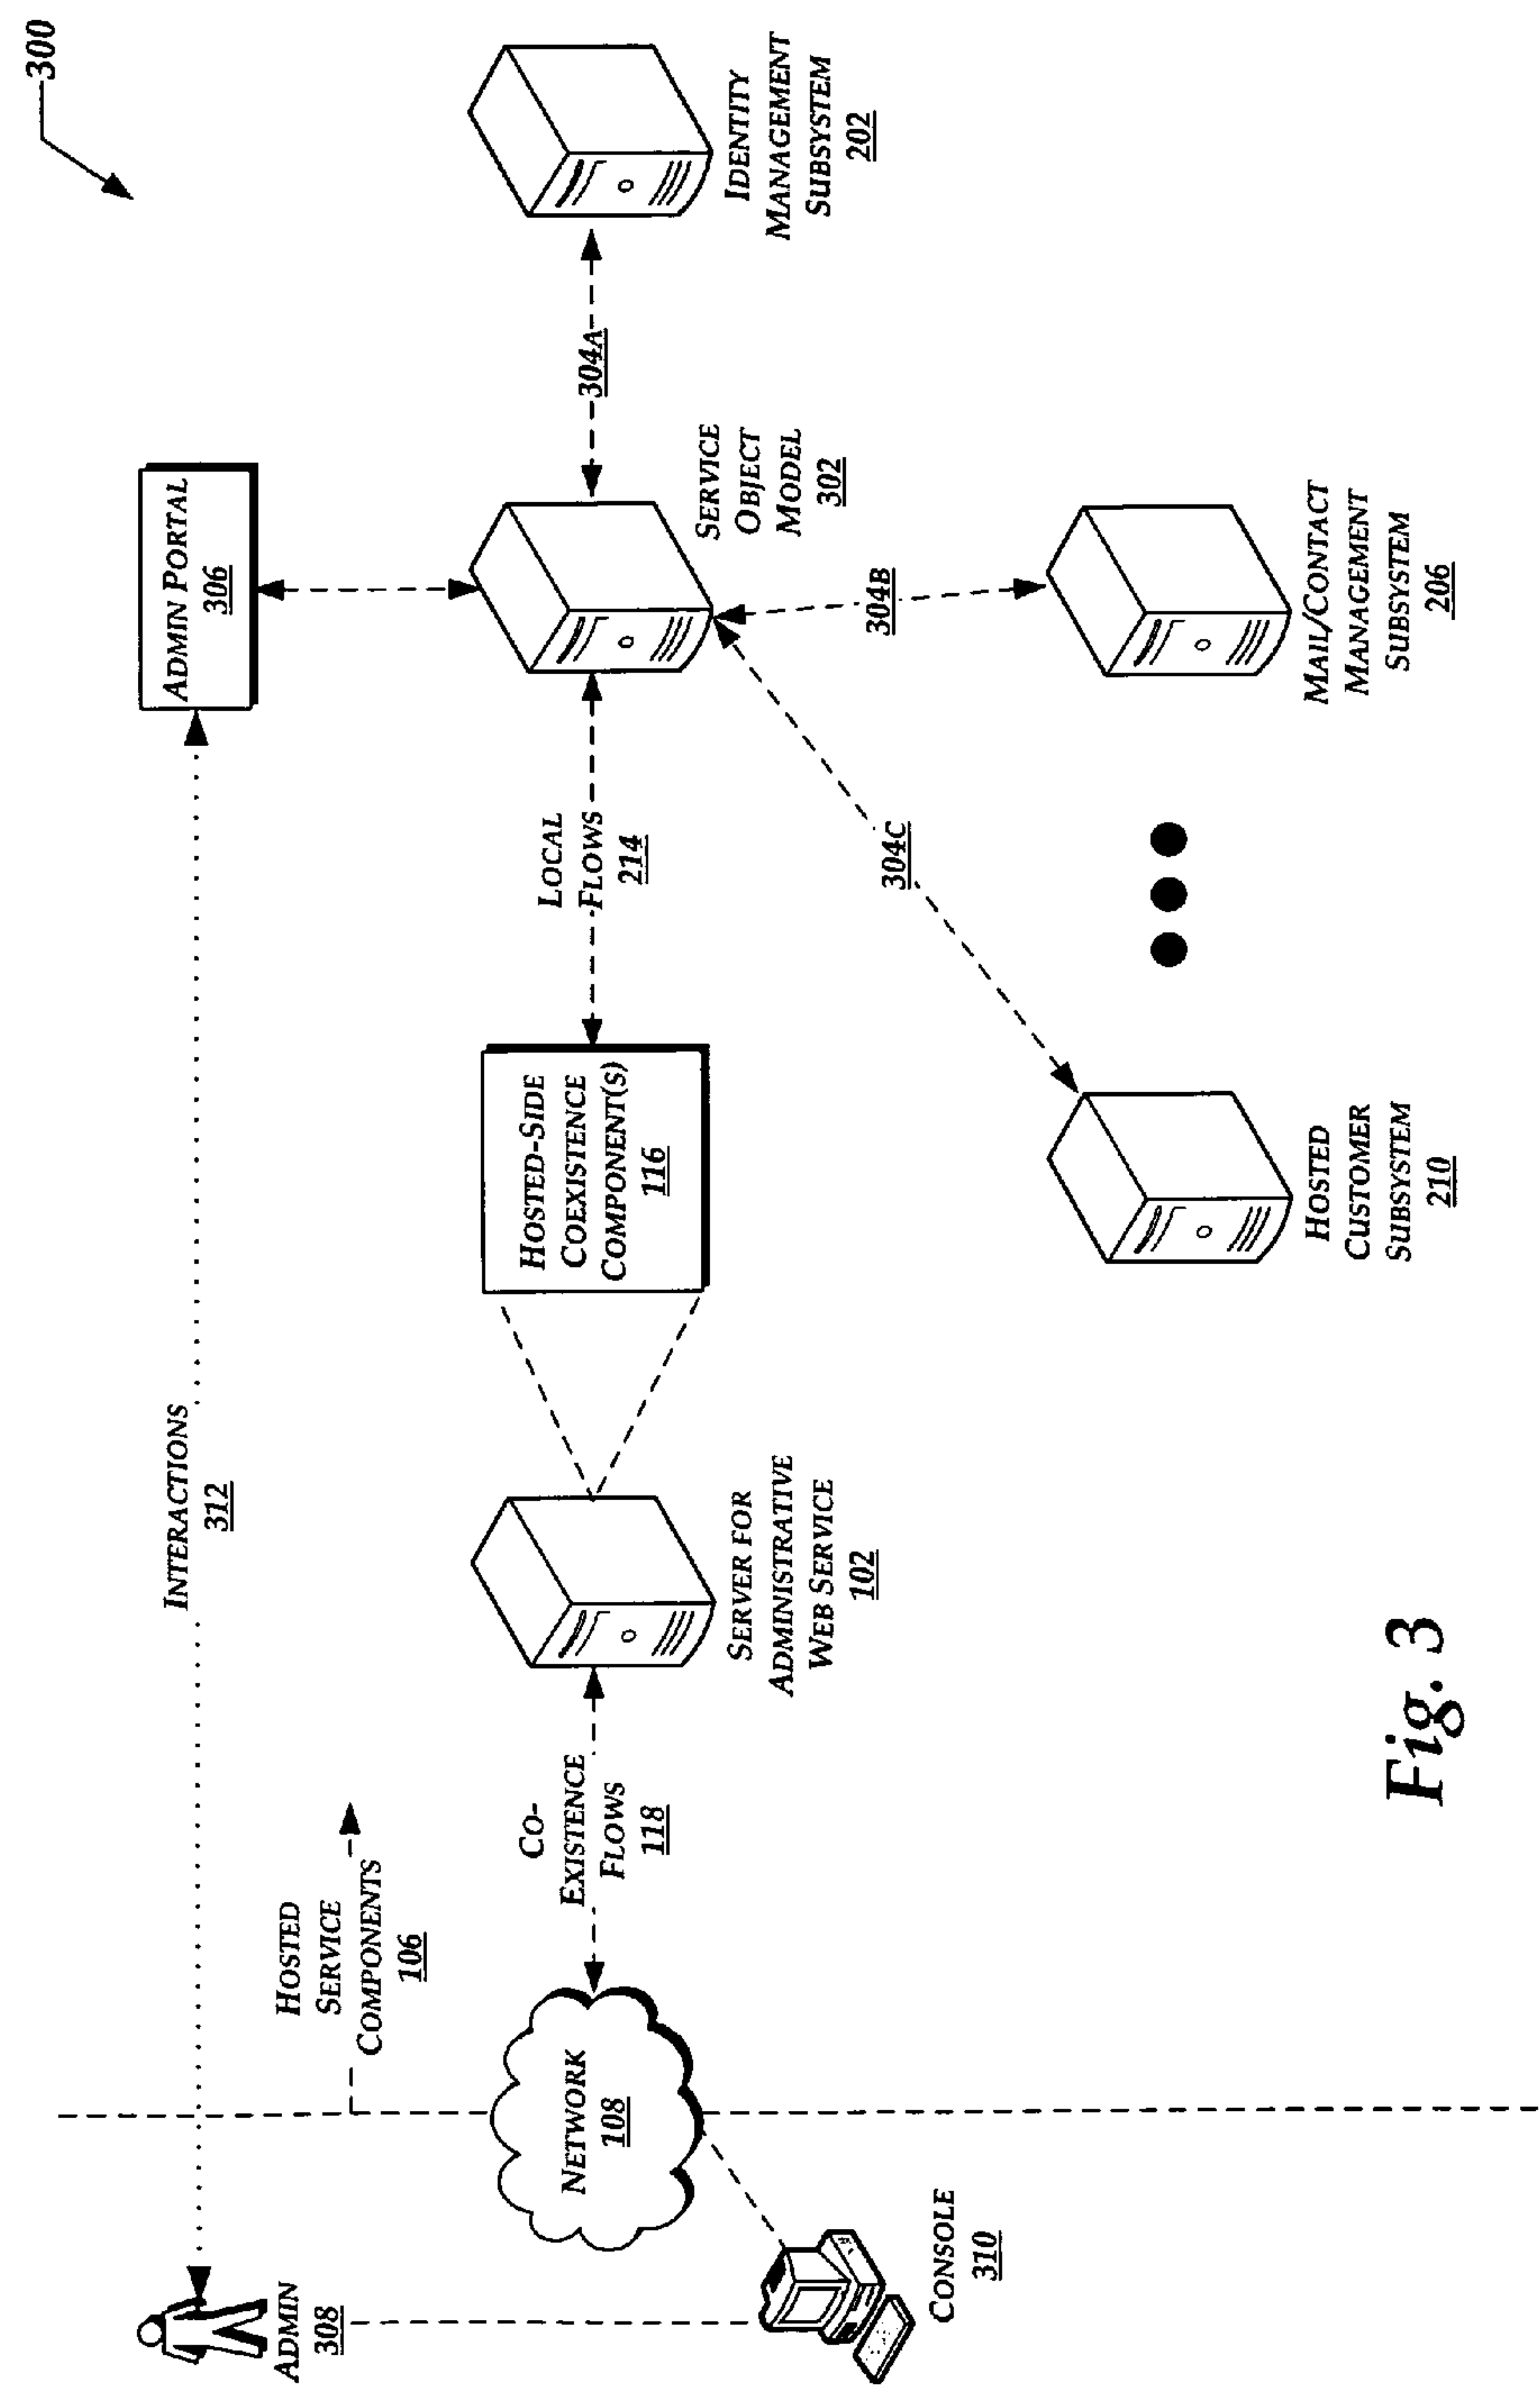 300
ADMIN
308
INTERACTIONS
312
ADMIN PORTAL
306
HOSTED
SERVICE
COMPONENTS
106
NETWORK
108
CO-
EXISTENCE
FLOWS
118
SERVER FOR
ADMINISTRATIVE
WEB SERVICE
102
HOSTED-SIDE
COEXISTENCE
COMPONENT(S)
116
LOCAL
FLOWS
214
SERVICE
OBJECT
MODEL
302
304A
IDENTITY
MANAGEMENT
SUBSYSTEM
202
304B
304C
CONSOLE
310
HOSTED
CUSTOMER
SUBSYSTEM
210
MAIL/CONTACT
MANAGEMENT
SUBSYSTEM
206
Fig. 3